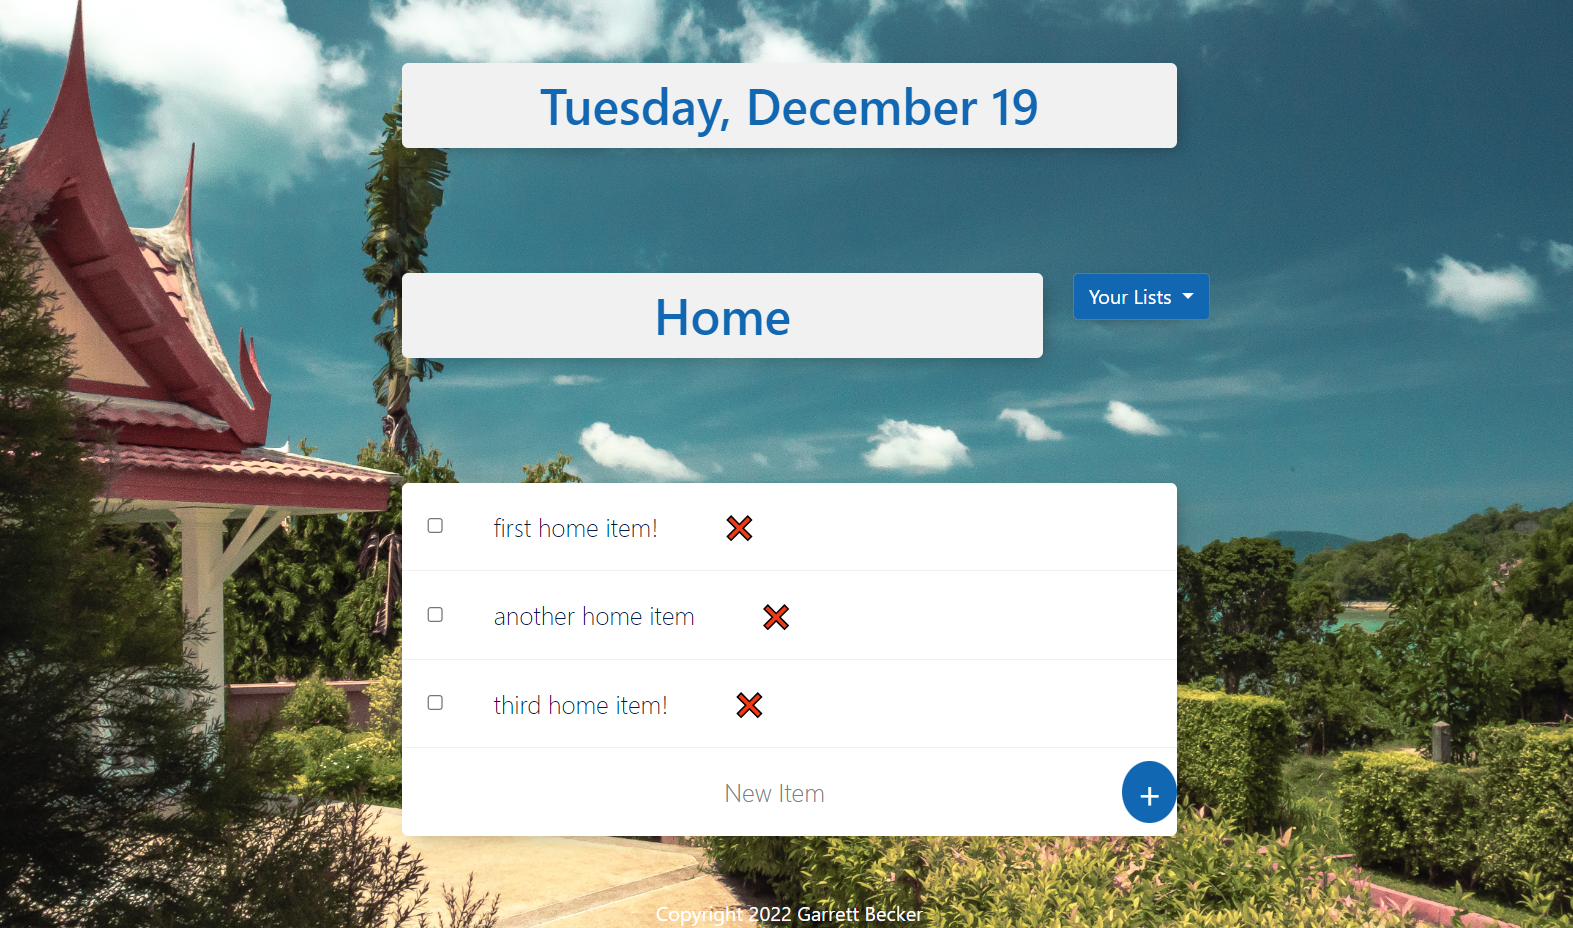 Tuesday, December 19
Home
Your Lists
first home item!
another home item
third home item!
New Item
+
Copyright 2022 Garrett Becker